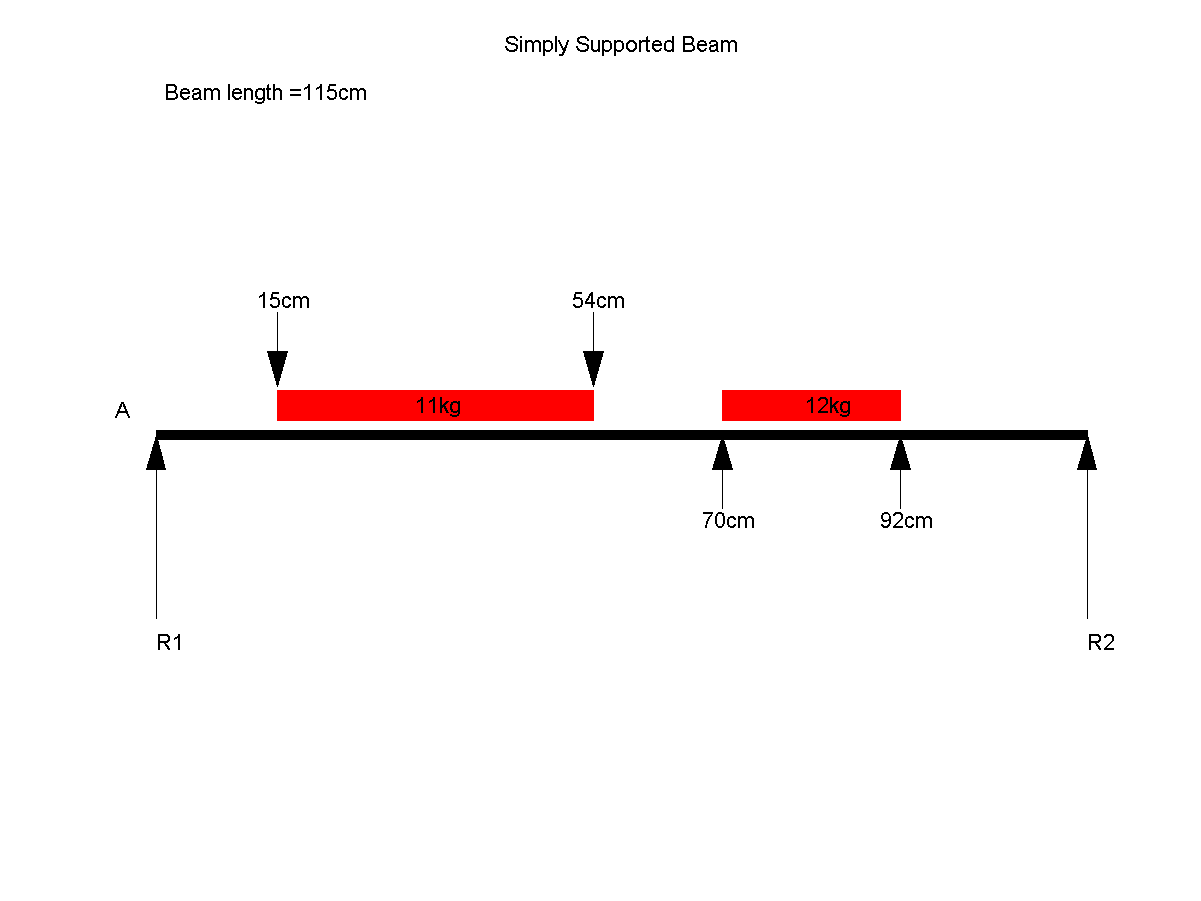 Simply Supported Beam
Beam length =115cm
15cm
54cm
A
11kg
12kg
70cm
92cm
R1
R2